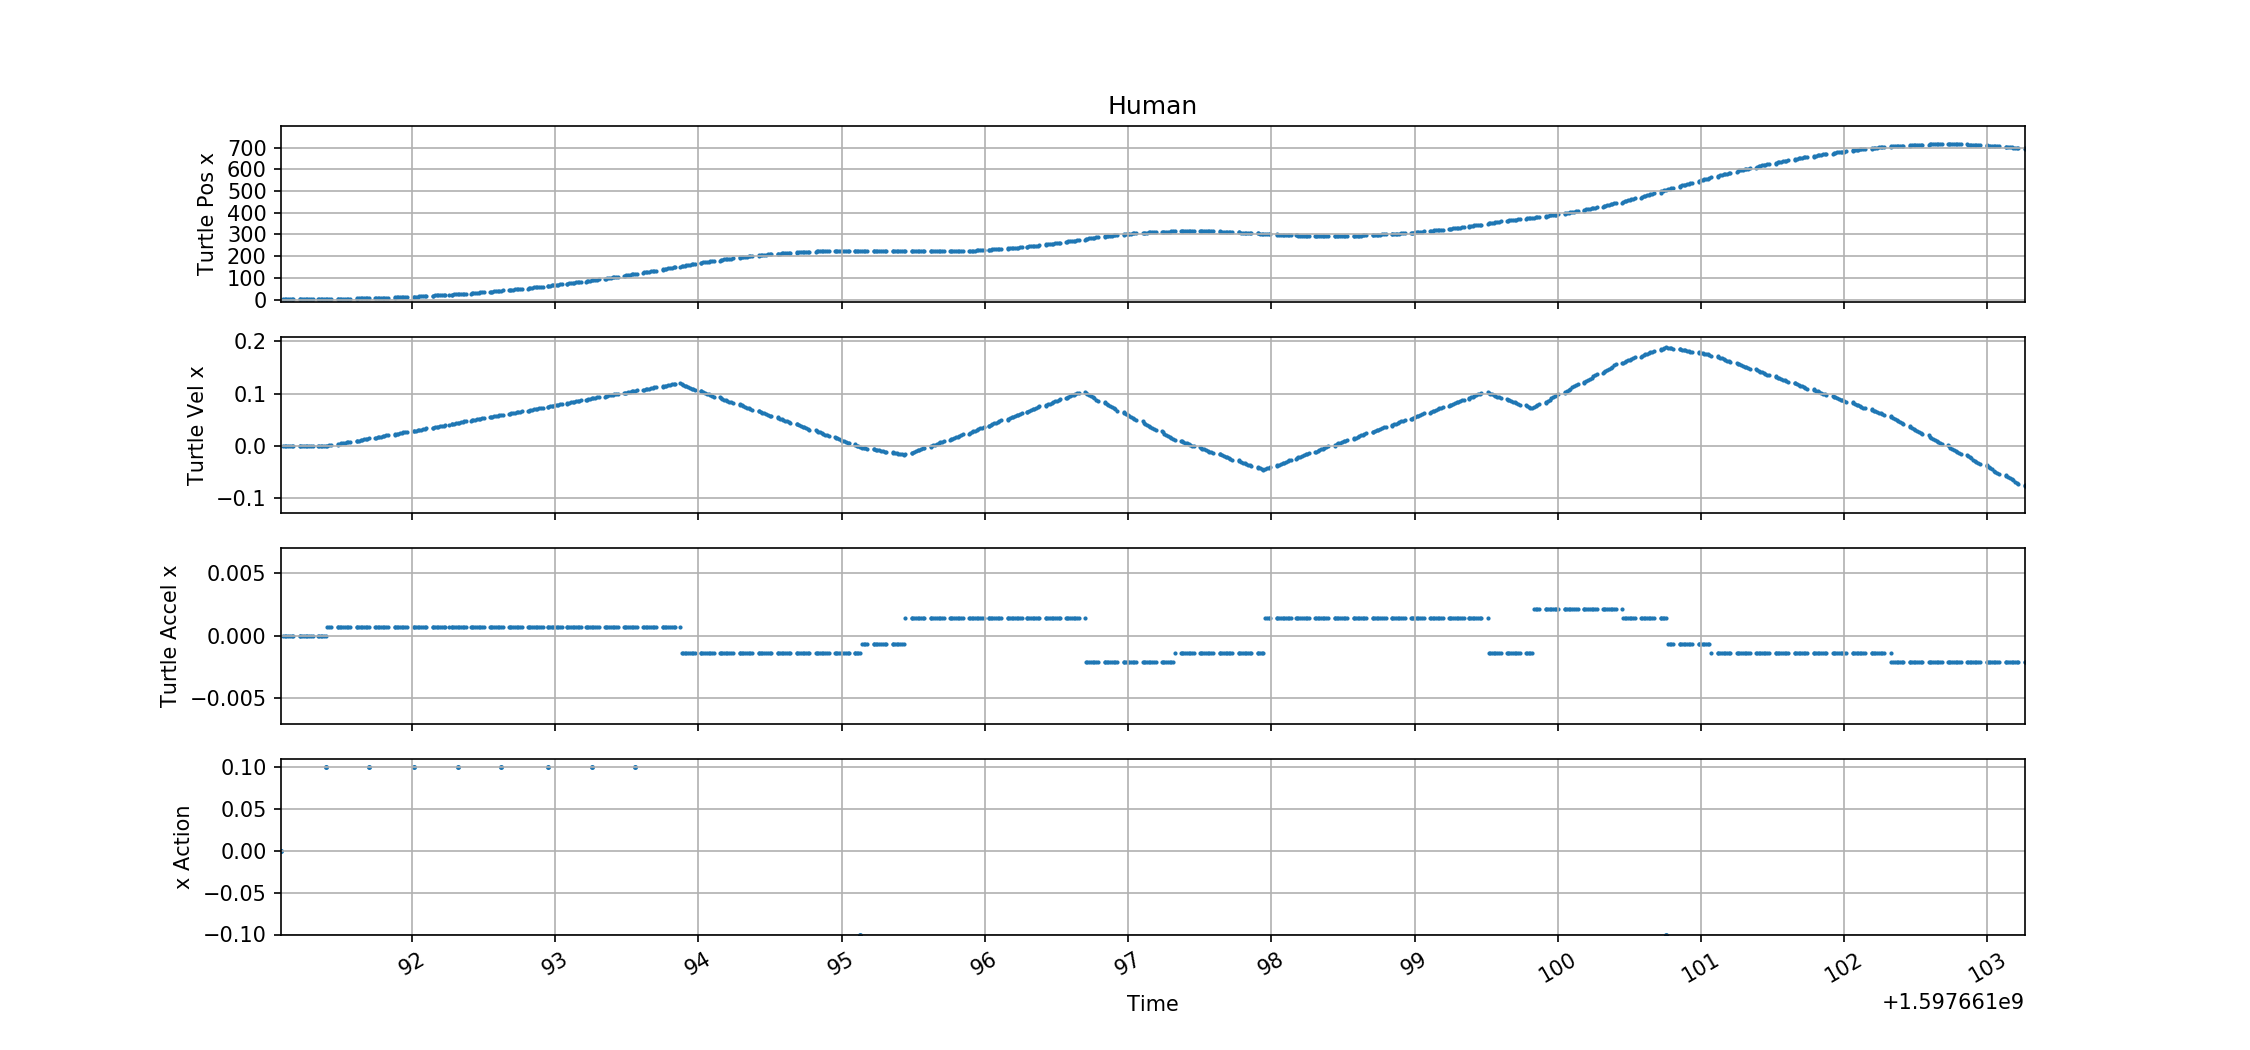 Human
Turtle Pos x
700
600
500
400
300
200
100
0
Turtle Vel x
0.2
0.1
0.0
−0.1
Turtle Accel x
0.005
0.000
−0.005
x Action
0.10
0.05
0.00
−0.05
−0.10
92 93 94 95 96 97 98 99 100 101 102 103
Time
+1.597661e9